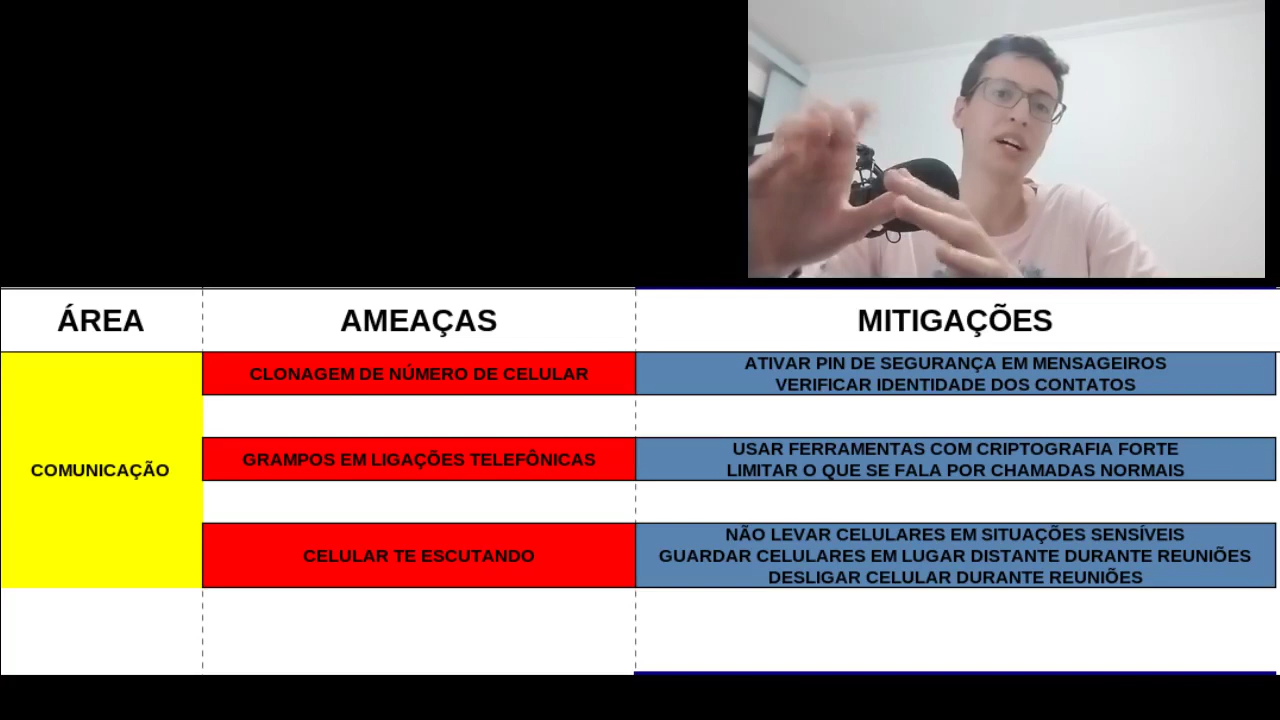 ÁREA AMEAÇAS MITIGAÇÕES
CLONAGEM DE NÚMERO DE CELULAR
ATIVAR PIN DE SEGURANÇA EM MENSAGEIROS
VERIFICAR IDENTIDADE DOS CONTATOS
COMUNICAÇÃO
GRAMPOS EM LIGAÇÕES TELEFÔNICAS
USAR FERRAMENTAS COM CRIPTOGRAFIA FORTE
LIMITAR O QUE SE FALA POR CHAMADAS NORMAIS
CELULAR TE ESCUTANDO
NÃO LEVAR CELULARES EM SITUAÇÕES SENSÍVEIS
GUARDAR CELULARES EM LUGAR DISTANTE DURANTE REUNIÕES
DESLIGAR CELULAR DURANTE REUNIÕES